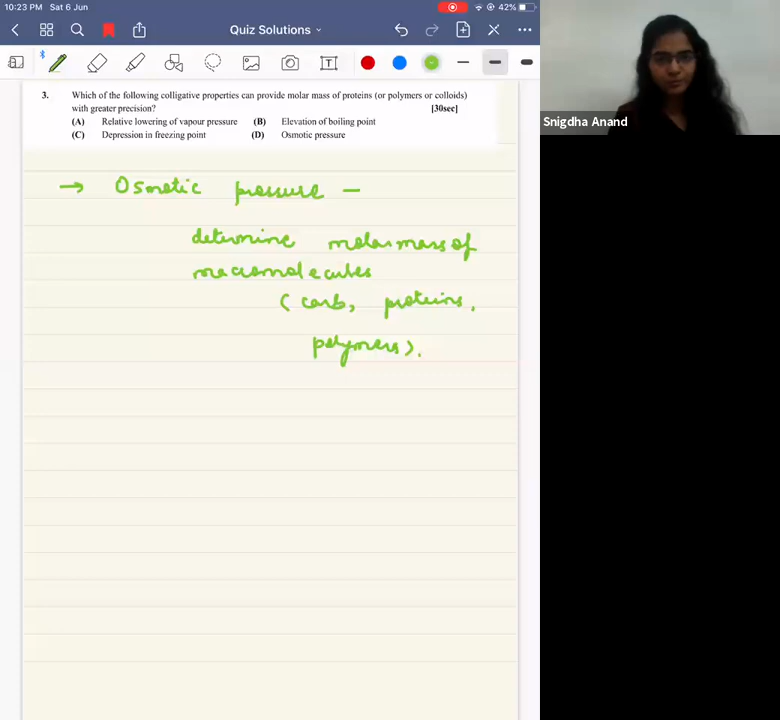 10:23 PM Sat 6 Jun
42%
Quiz Solutions
T
Snigdha Anand
3. Which of the following colligative properties can provide molar mass of proteins (or polymers or colloids)
with greater precision? [30sec]
(A) Relative lowering of vapour pressure (B) Elevation of boiling point
(C) Depression in freezing point (D) Osmotic pressure
→ Osmotic pressure —
determine molar mass of
macromolecules
(carb, proteins,
polymers).